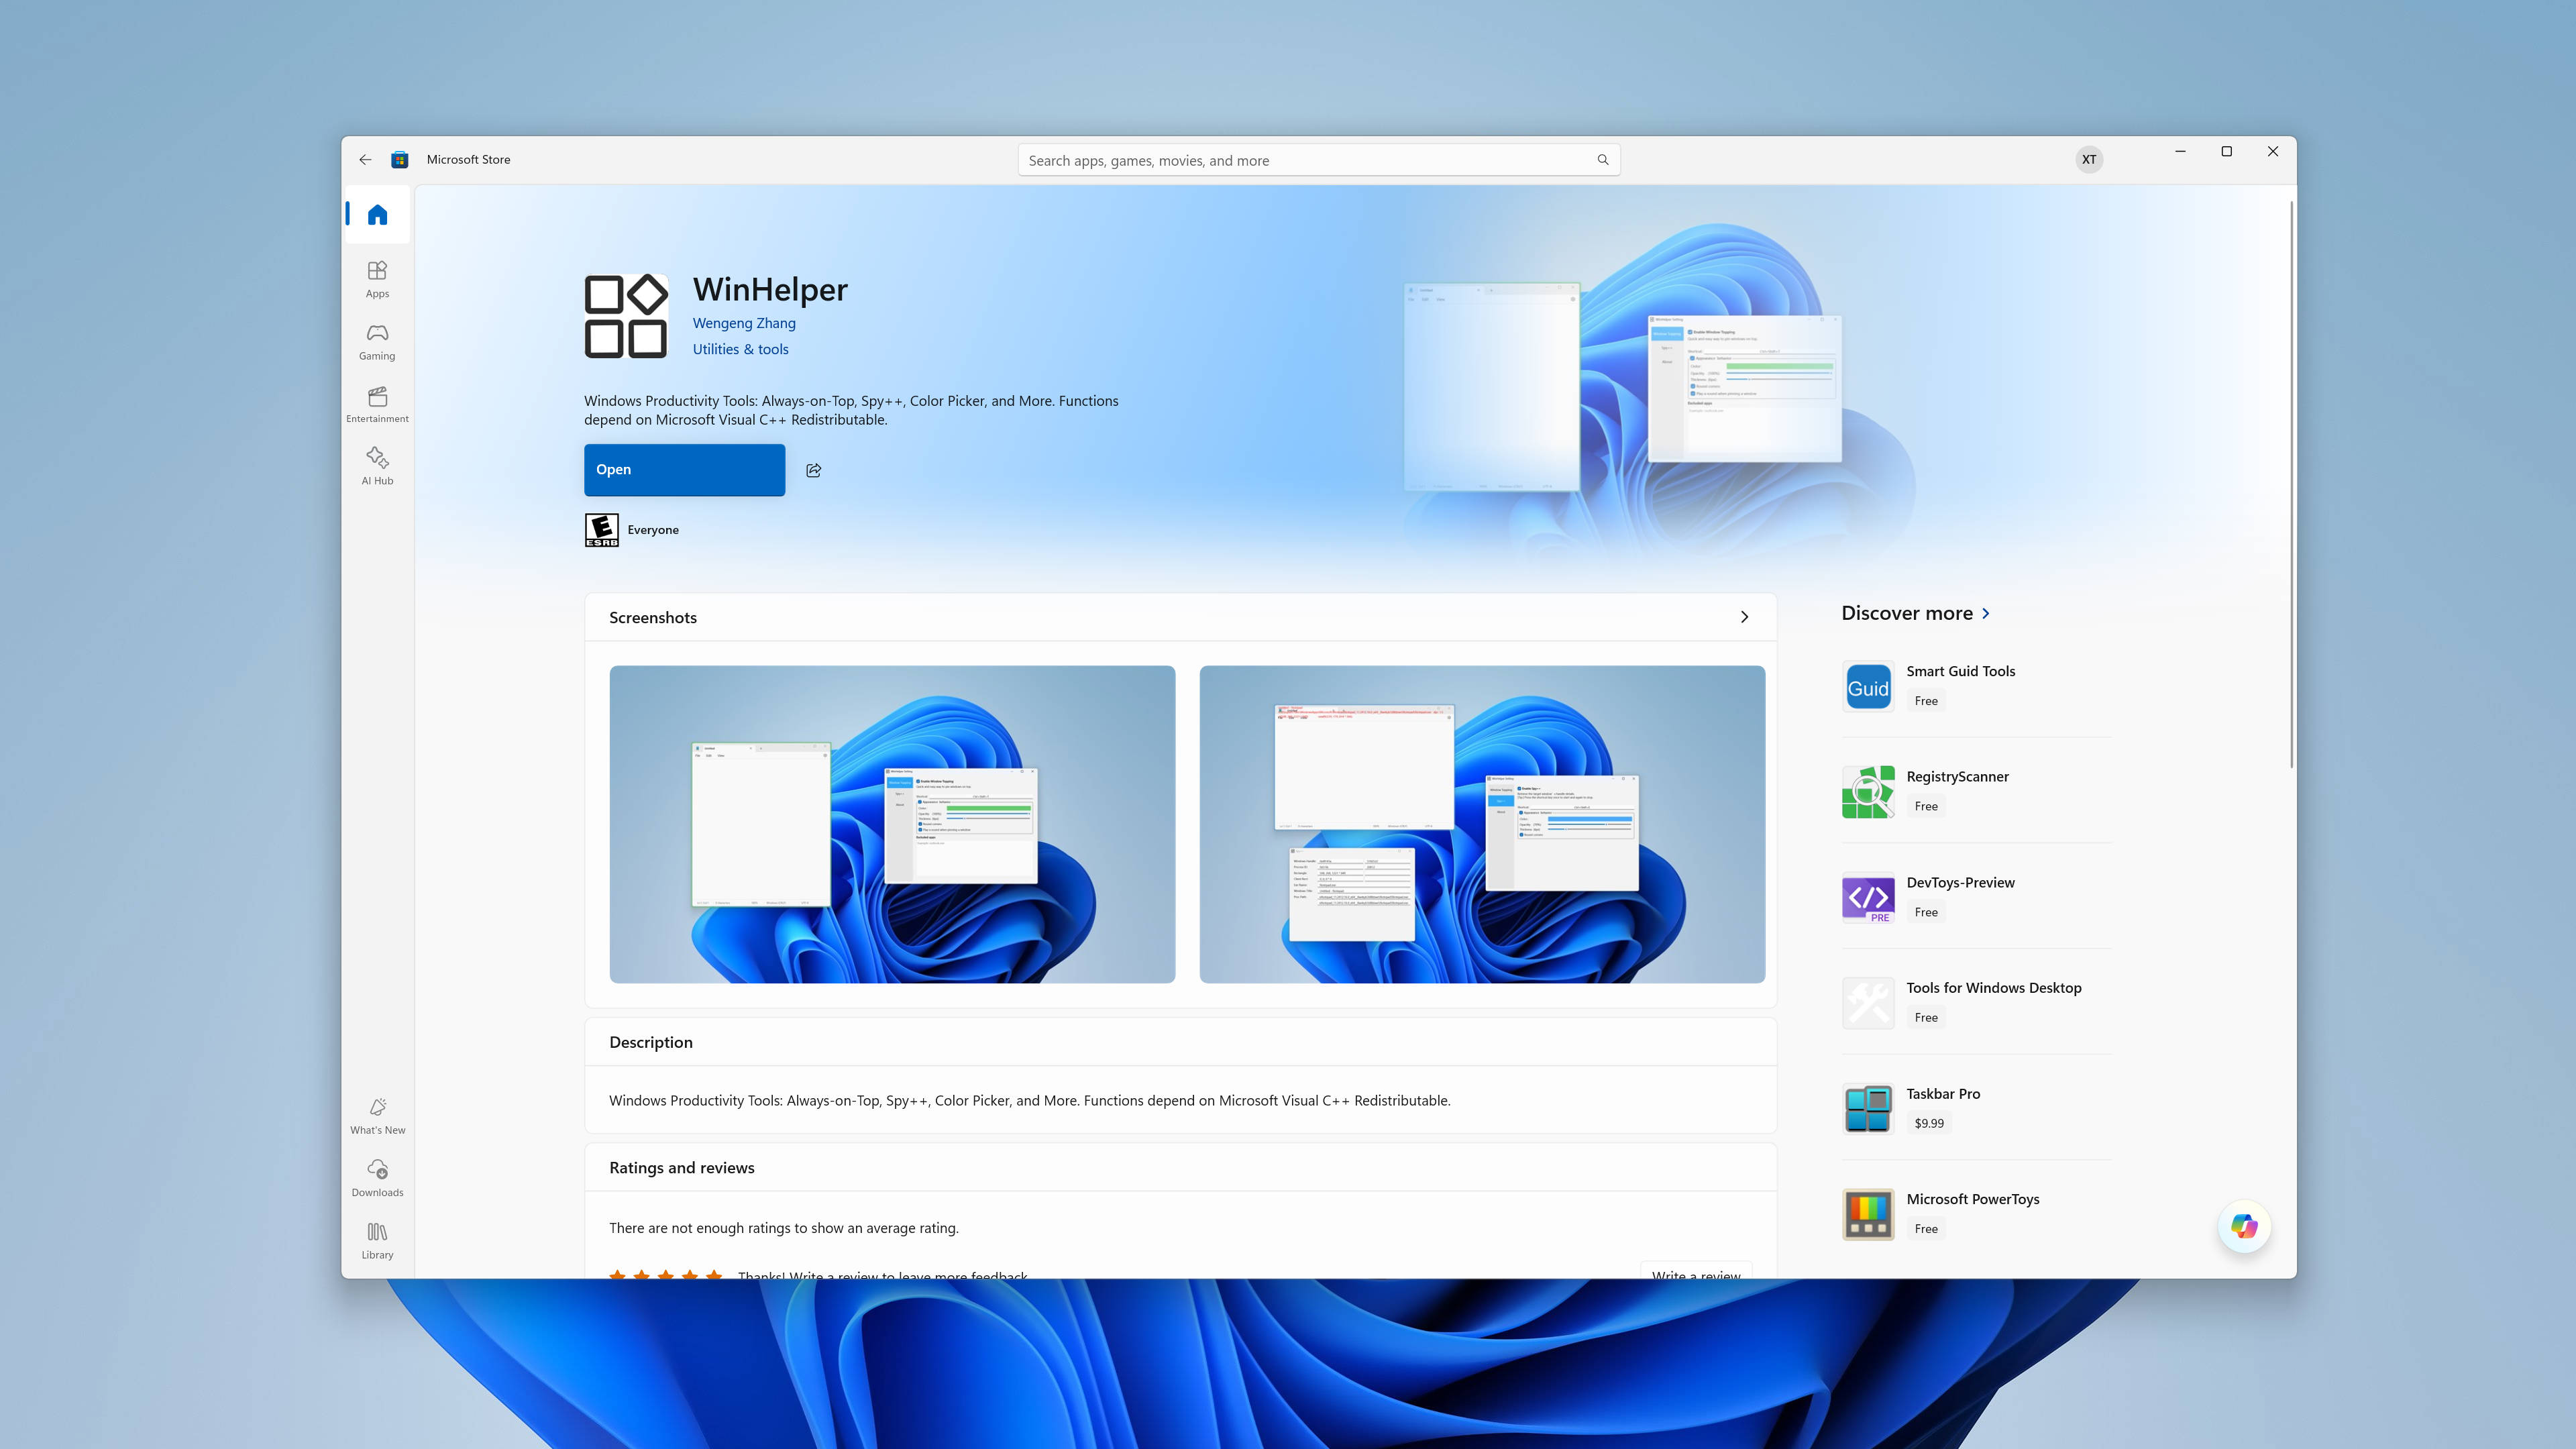 Microsoft Store
Search apps, games, movies, and more
XT
Apps
Gaming
Entertainment
AI Hub
What's New
Downloads
Library
WinHelper
Wengeng Zhang
Utilities & tools
Windows Productivity Tools: Always-on-Top, Spy++, Color Picker, and More. Functions
depend on Microsoft Visual C++ Redistributable.
Open
E
ESRB
Everyone
Screenshots
Description
Windows Productivity Tools: Always-on-Top, Spy++, Color Picker, and More. Functions depend on Microsoft Visual C++ Redistributable.
Ratings and reviews
There are not enough ratings to show an average rating.
Thanks! Write a review to leave more feedback
Write a review
Discover more
Guid
Smart Guid Tools
Free
RegistryScanner
Free
</>
PRE
DevToys-Preview
Free
Tools for Windows Desktop
Free
Taskbar Pro
$9.99
Microsoft PowerToys
Free